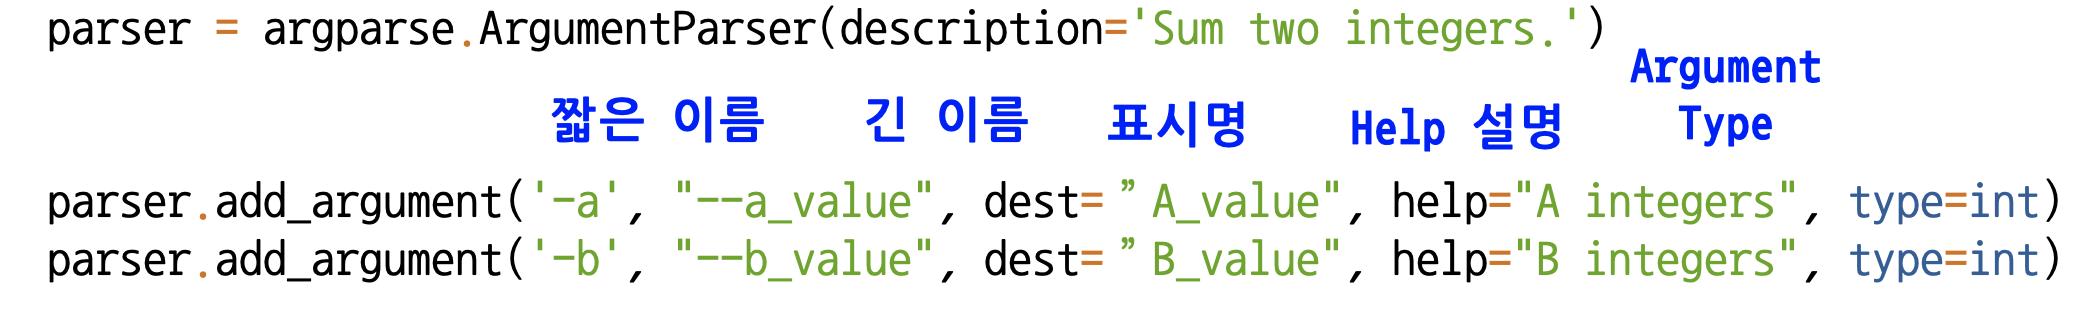 parser = argparse.ArgumentParser(description='Sum two integers.')
Argument
짧은 이름 긴 이름 표시명 Help 설명 Type
parser.add_argument('-a', "--a_value", dest=”A_value", help="A integers", type=int)
parser.add_argument('-b', "--b_value", dest=”B_value", help="B integers", type=int)